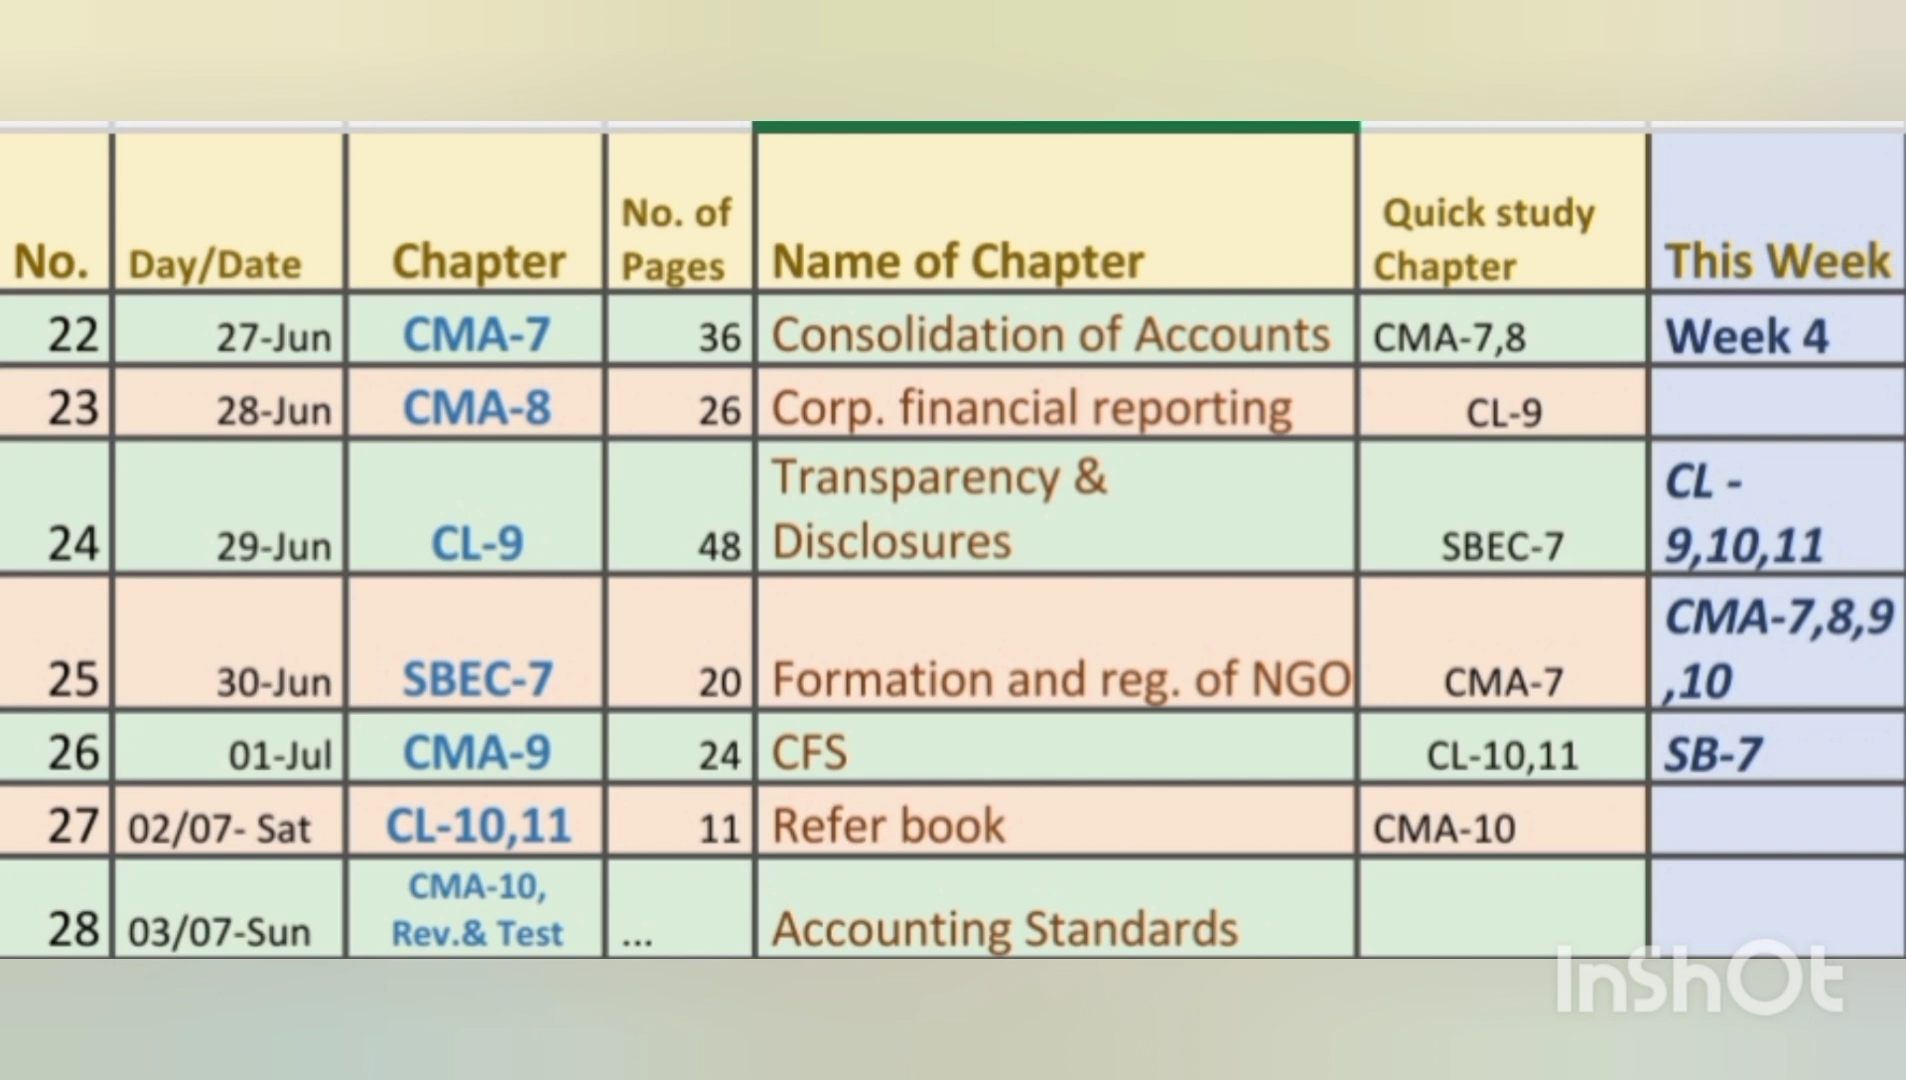 No. Day/Date Chapter No. of Pages Name of Chapter Quick study Chapter This Week
22 27-Jun CMA-7 36 Consolidation of Accounts CMA-7,8 Week 4
23 28-Jun CMA-8 26 Corp. financial reporting CL-9
24 29-Jun CL-9 48 Transparency & Disclosures SBEC-7 CL - 9,10,11
25 30-Jun SBEC-7 20 Formation and reg. of NGO CMA-7 CMA-7,8,9 ,10
26 01-Jul CMA-9 24 CFS CL-10,11 SB-7
27 02/07- Sat CL-10,11 11 Refer book CMA-10
28 03/07-Sun CMA-10, Rev.& Test ... Accounting Standards
InShOt